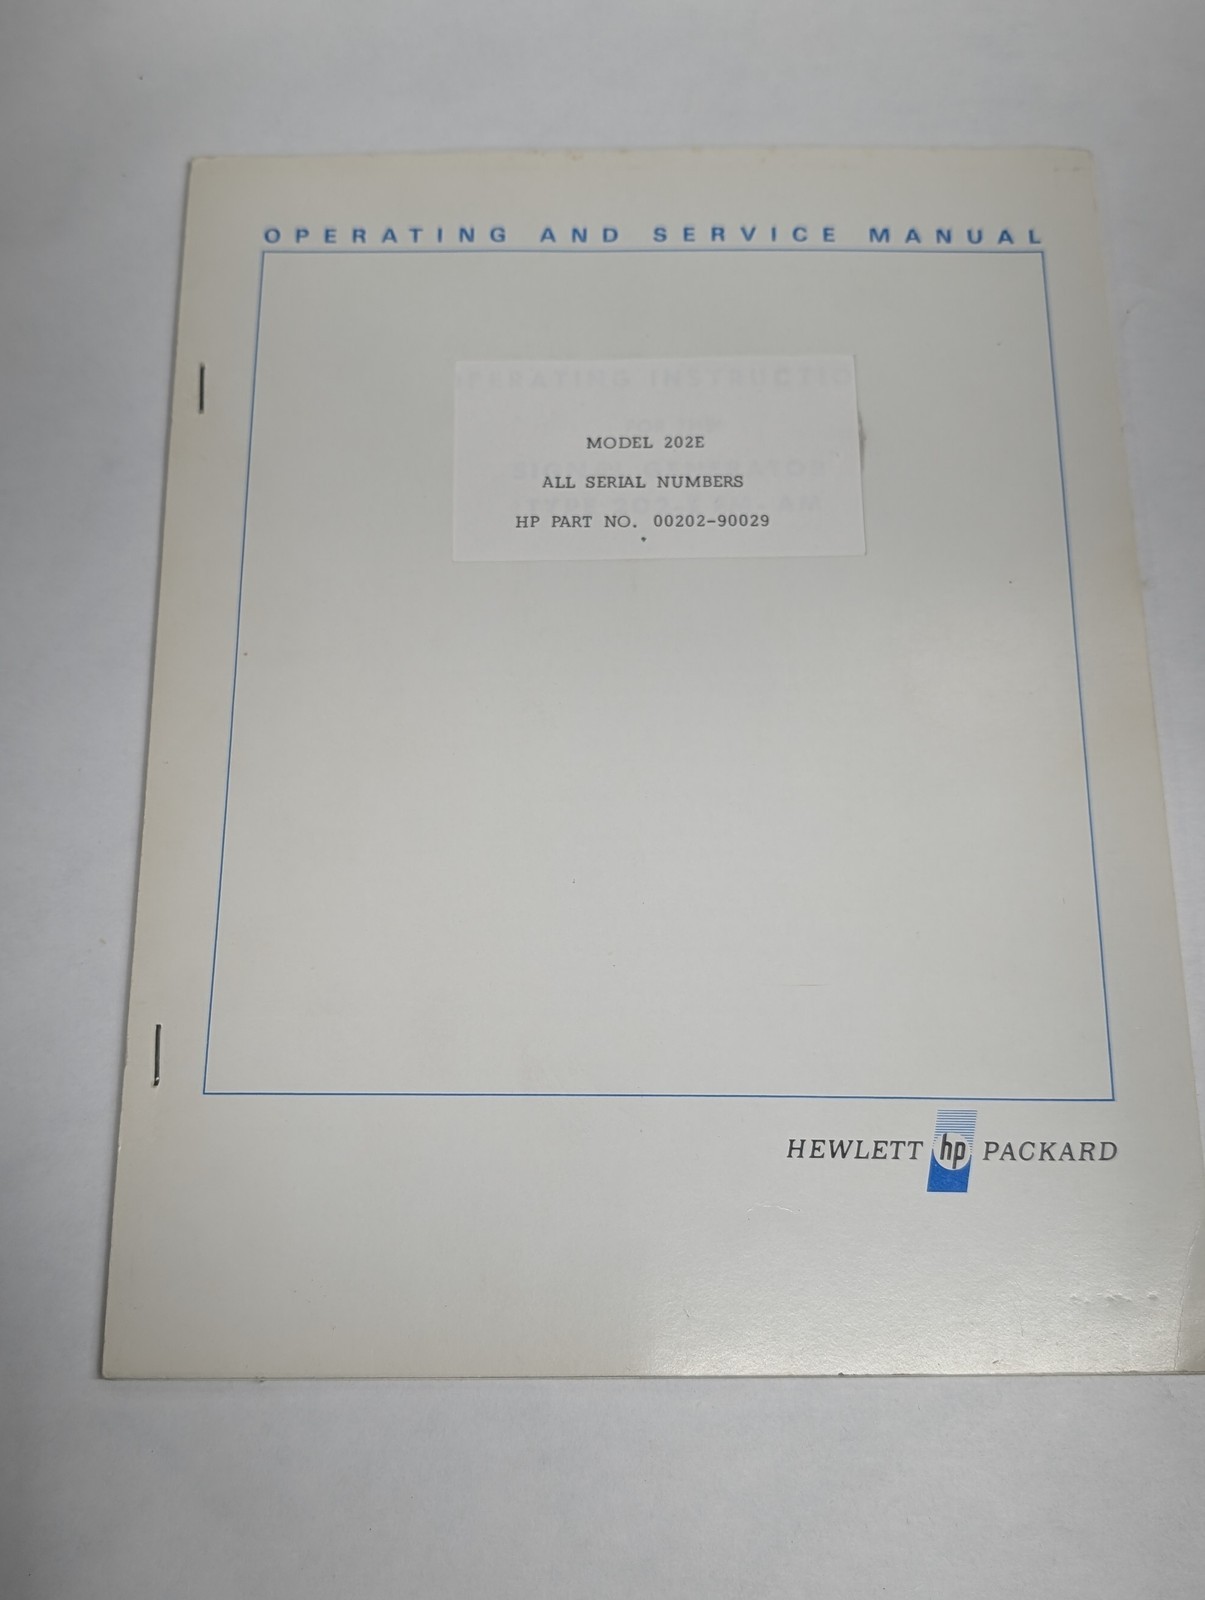 OPERATING AND SERVICE MANUAL
MODEL 202E
ALL SERIAL NUMBERS
HP PART NO. 00202-90029
HEWLETT hp PACKARD